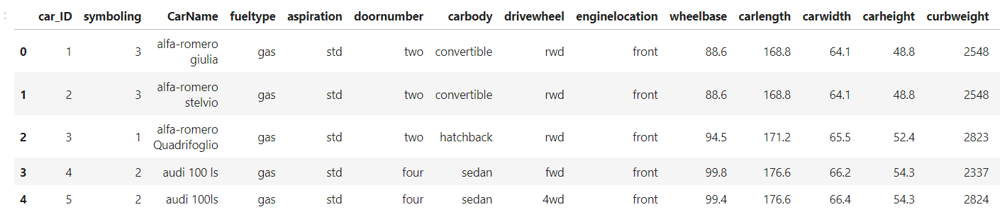 :
car_ID symboling CarName fueltype aspiration doornumber carbody drivewheel enginelocation wheelbase carlength carwidth carheight curbweight
0 1 3 alfa-romero giulia gas std two convertible rwd front 88.6 168.8 64.1 48.8 2548
1 2 3 alfa-romero stelvio gas std two convertible rwd front 88.6 168.8 64.1 48.8 2548
2 3 1 alfa-romero Quadrifoglio gas std two hatchback rwd front 94.5 171.2 65.5 52.4 2823
3 4 2 audi 100 ls gas std four sedan fwd front 99.8 176.6 66.2 54.3 2337
4 5 2 audi 100ls gas std four sedan 4wd front 99.4 176.6 66.4 54.3 2824